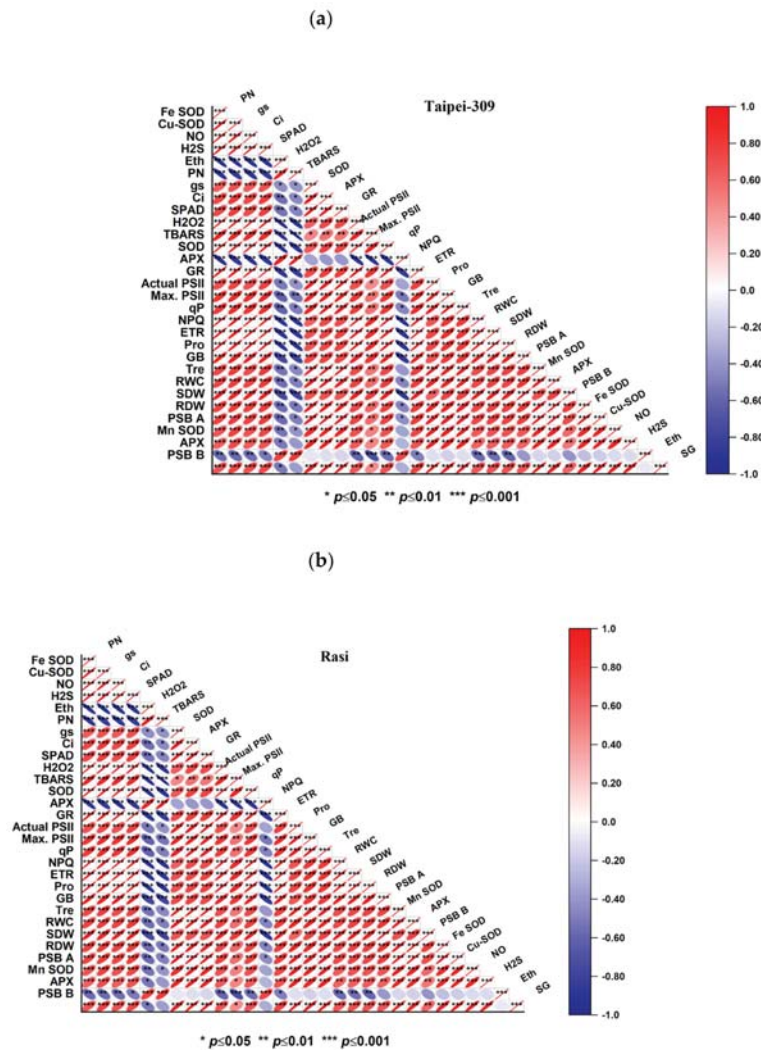 (a)
Taipei-309
Fe SOD
Cu-SOD
NO
H2S
Eth
PN
gs
Ci
SPAD
H2O2
TBARS
SOD
APX
GR
Actual PSII
Max. PSII
qP
NPQ
ETR
Pro
GB
Tre
RWC
SDW
RDW
PSB A
Mn SOD
APX
PSB B
PN
gs
Ci
SPAD
H2O2
TBARS
SOD
APX
GR
Actual PSII
Max. PSII
qP
NPQ
ETR
Pro
GB
Tre
RWC
SDW
RDW
PSB A
Mn SOD
APX
PSB B
Fe SOD
Cu-SOD
NO
H2S
Eth
SG
1.0
0.80
0.60
0.40
0.20
0.0
-0.20
-0.40
-0.60
-0.80
-1.0
* p≤0.05 ** p≤0.01 *** p≤0.001
(b)
Rasi
Fe SOD
Cu-SOD
NO
H2S
Eth
PN
gs
Ci
SPAD
H2O2
TBARS
SOD
APX
GR
Actual PSII
Max. PSII
qP
NPQ
ETR
Pro
GB
Tre
RWC
SDW
RDW
PSB A
Mn SOD
APX
PSB B
PN
gs
Ci
SPAD
H2O2
TBARS
SOD
APX
GR
Actual PSII
Max. PSII
qP
NPQ
ETR
Pro
GB
Tre
RWC
SDW
RDW
PSB A
Mn SOD
APX
PSB B
Fe SOD
Cu-SOD
NO
H2S
Eth
SG
1.0
0.80
0.60
0.40
0.20
0.0
-0.20
-0.40
-0.60
-0.80
-1.0
* p≤0.05 ** p≤0.01 *** p≤0.001